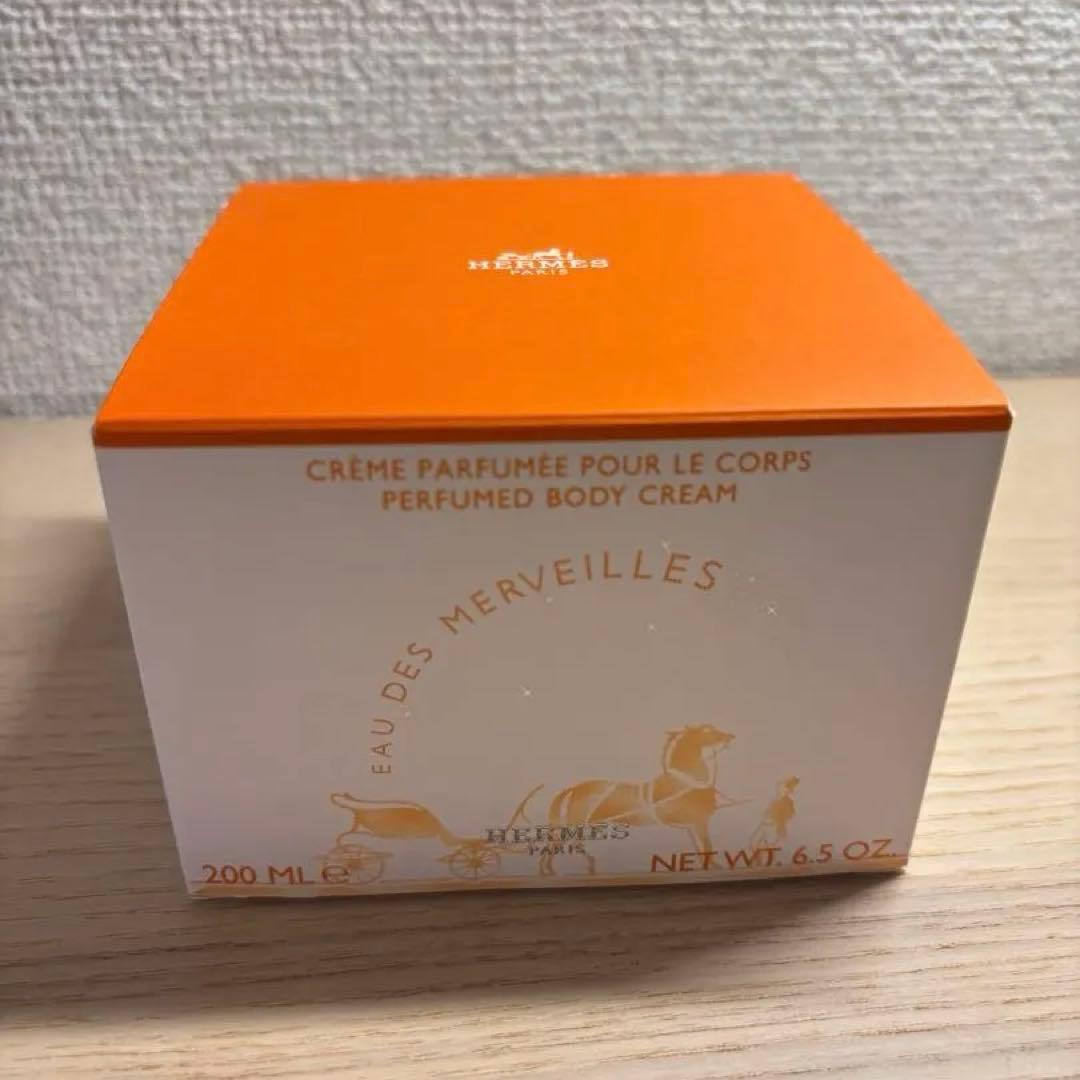 HERMES
PARIS
CRÈME PARFUMÉE POUR LE CORPS
PERFUMED BODY CREAM
EAU DES MERVEILLES
HERMÈS
PARIS
200 ML ℮
NET WT. 6.5 OZ.